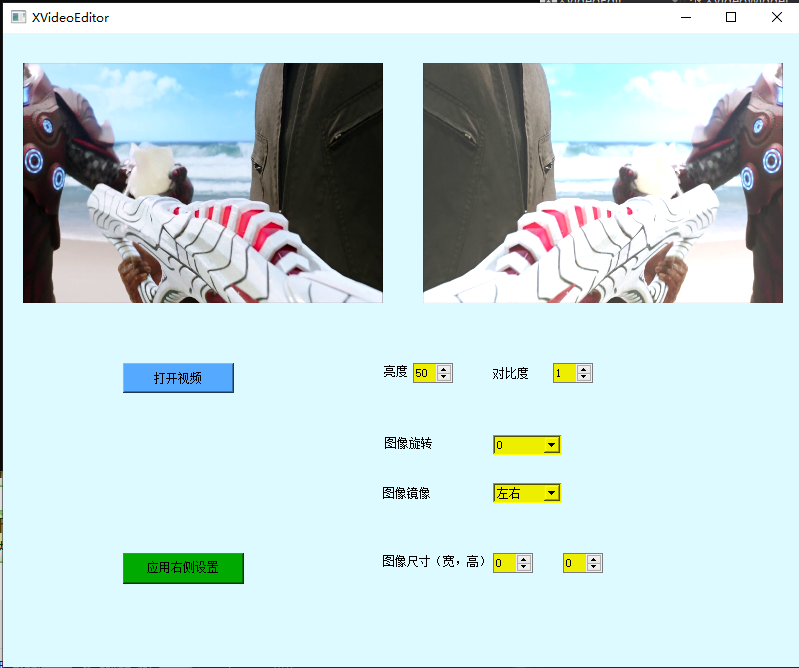 XVideoEditor
打开视频
亮度 50 对比度 1
图像旋转 0
图像镜像 左右
应用右侧设置
图像尺寸（宽，高） 0 0